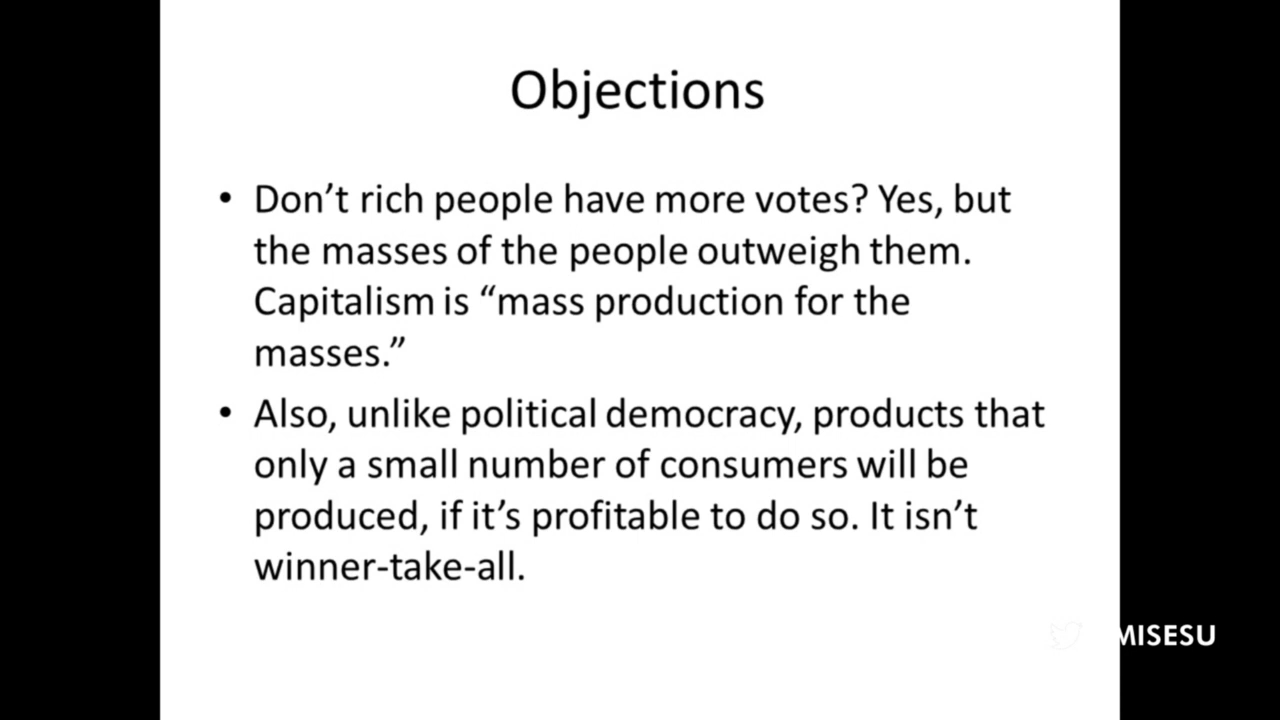 Objections
• Don’t rich people have more votes? Yes, but
the masses of the people outweigh them.
Capitalism is “mass production for the
masses.”
• Also, unlike political democracy, products that
only a small number of consumers will be
produced, if it’s profitable to do so. It isn’t
winner-take-all.
MISESU